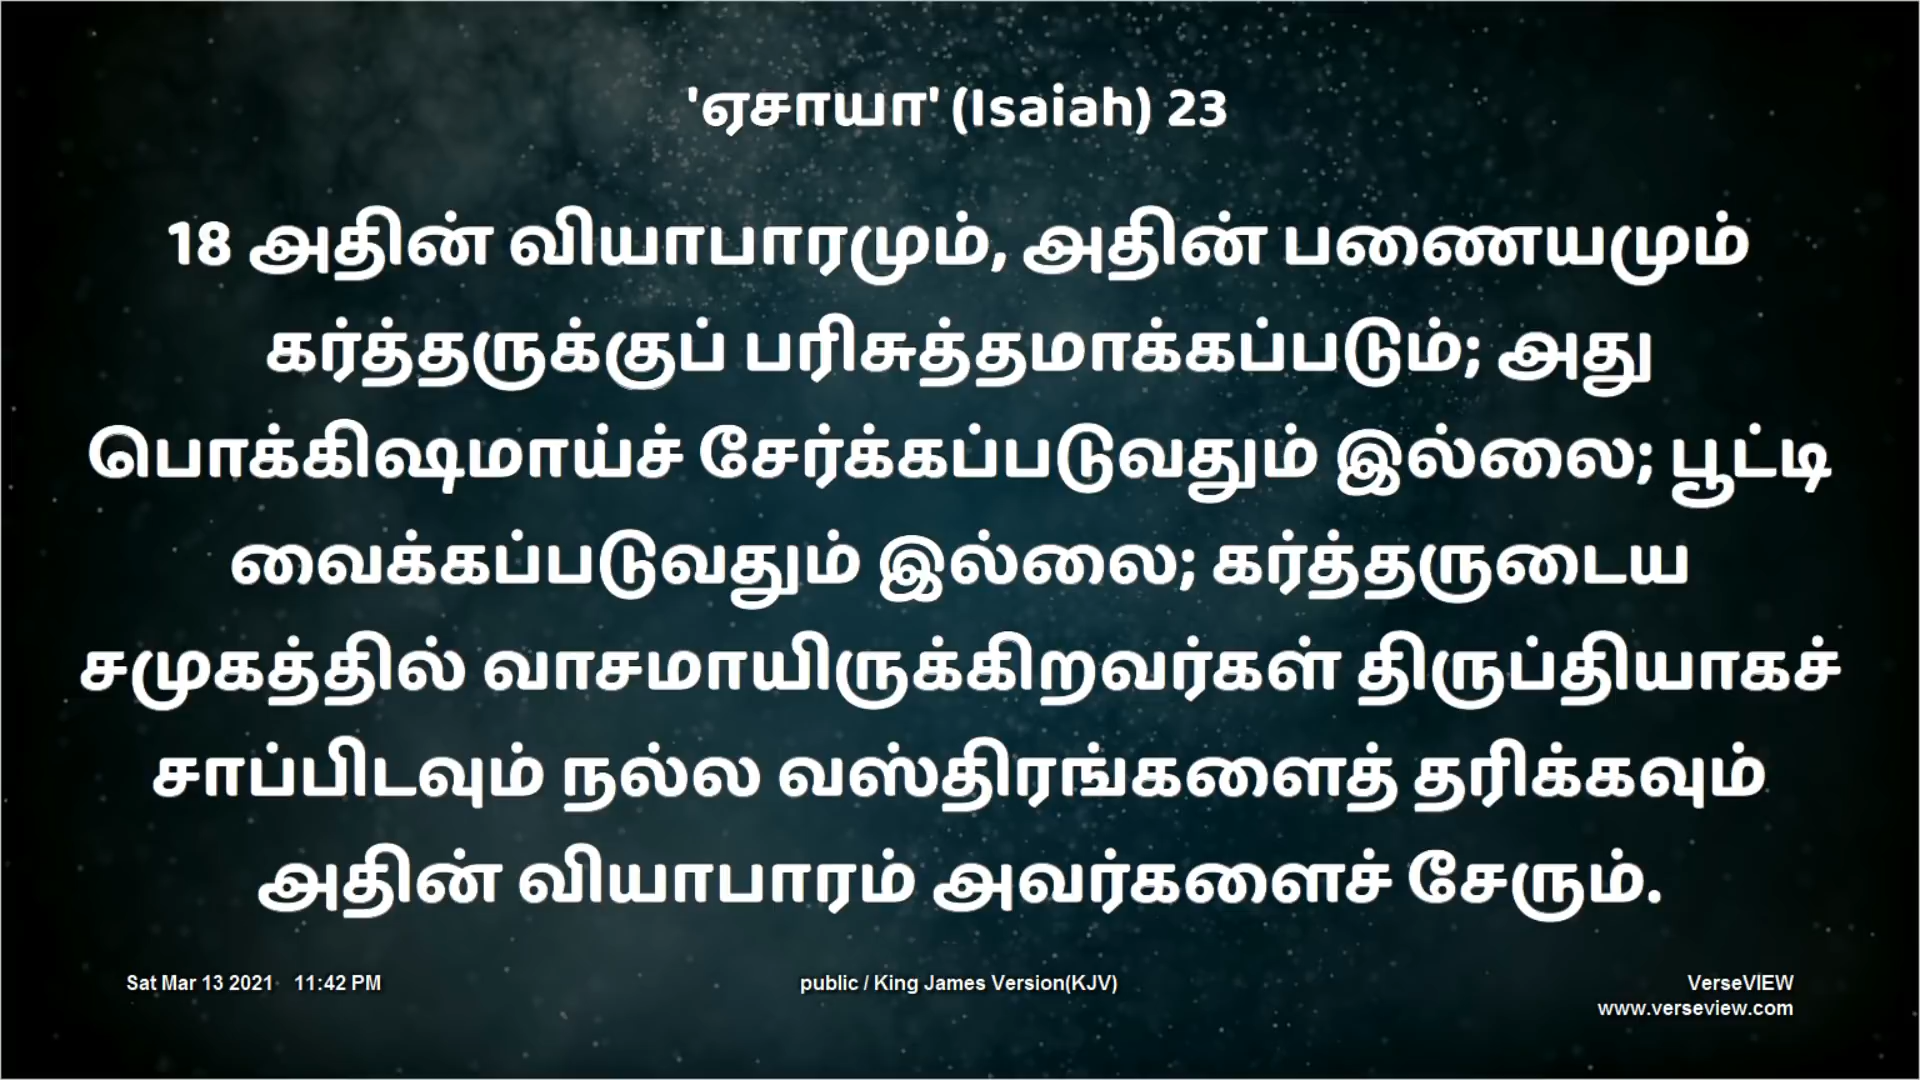 'ஏசாயா' (Isaiah) 23
18 அதின் வியாபாரமும், அதின் பணையமும்
கர்த்தருக்குப் பரிசுத்தமாக்கப்படும்; அது
பொக்கிஷமாய்ச் சேர்க்கப்படுவதும் இல்லை; பூட்டி
வைக்கப்படுவதும் இல்லை; கர்த்தருடைய
சமுகத்தில் வாசமாயிருக்கிறவர்கள் திருப்தியாகச்
சாப்பிடவும் நல்ல வஸ்திரங்களைத் தரிக்கவும்
அதின் வியாபாரம் அவர்களைச் சேரும்.
Sat Mar 13 2021 11:42 PM
public / King James Version(KJV)
VerseVIEW
www.verseview.com